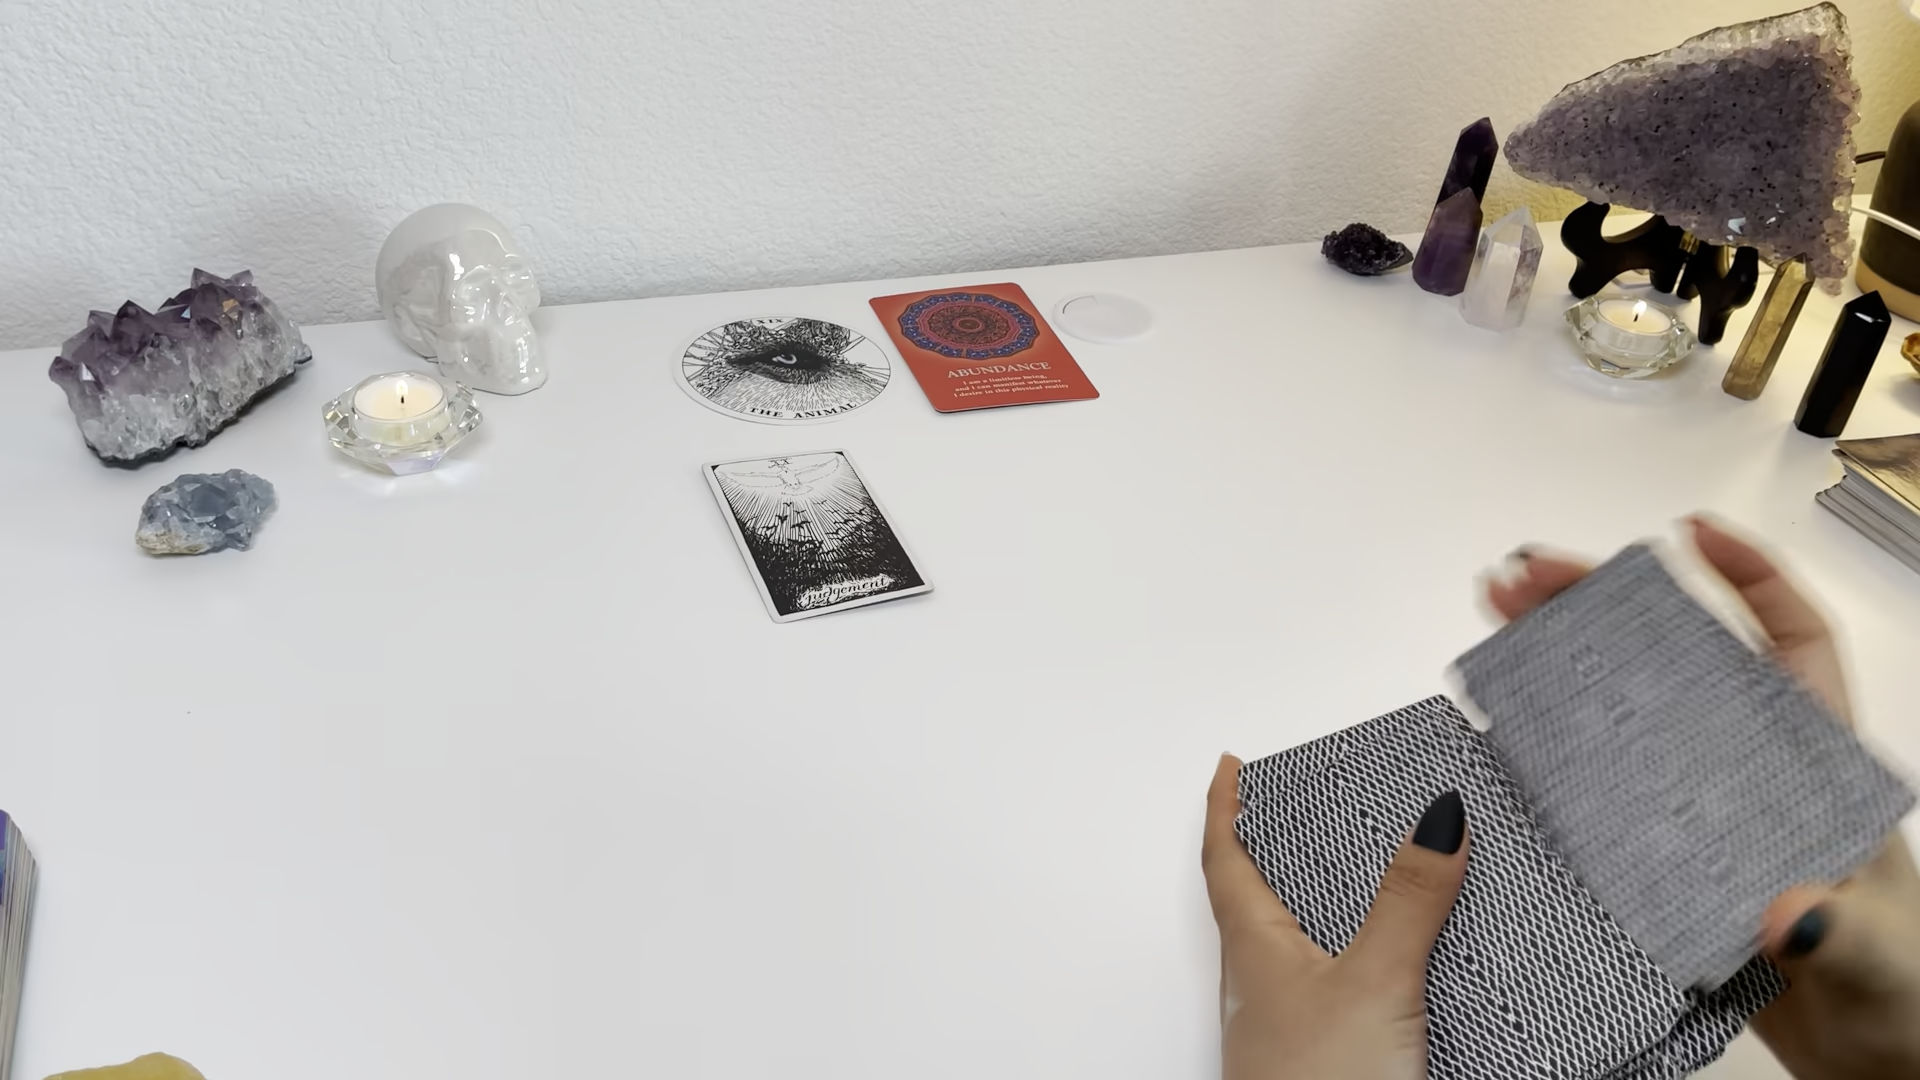 XIX
THE ANIMAL
ABUNDANCE
I am a limitless being,
and I can manifest whatever
I desire in this physical reality
XX
judgement